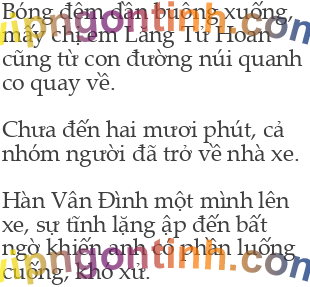 Bóng đêm dần buông xuống,
mấy chị em Lăng Tử Hoàn
cũng từ con đường núi quanh
co quay về.
Chưa đến hai mươi phút, cả
nhóm người đã trở về nhà xe.
Hàn Vân Đình một mình lên
xe, sự tĩnh lặng ập đến bất
ngờ khiến anh có phần luống
cuống, khó xử.